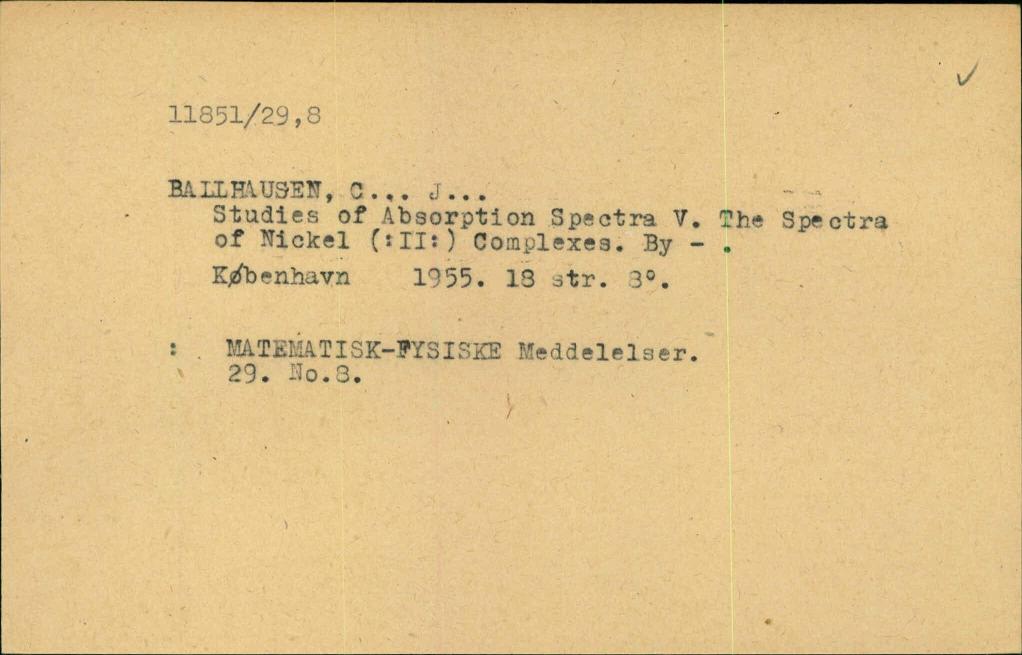 11851/29,8
BALLHAUSEN, C... J...
Studies of Absorption Spectra V. The Spectra
of Nickel (:II:) Complexes. By - .
København 1955. 18 str. 8°.
: MATEMATISK-FYSISKE Meddelelser.
29. No.8.